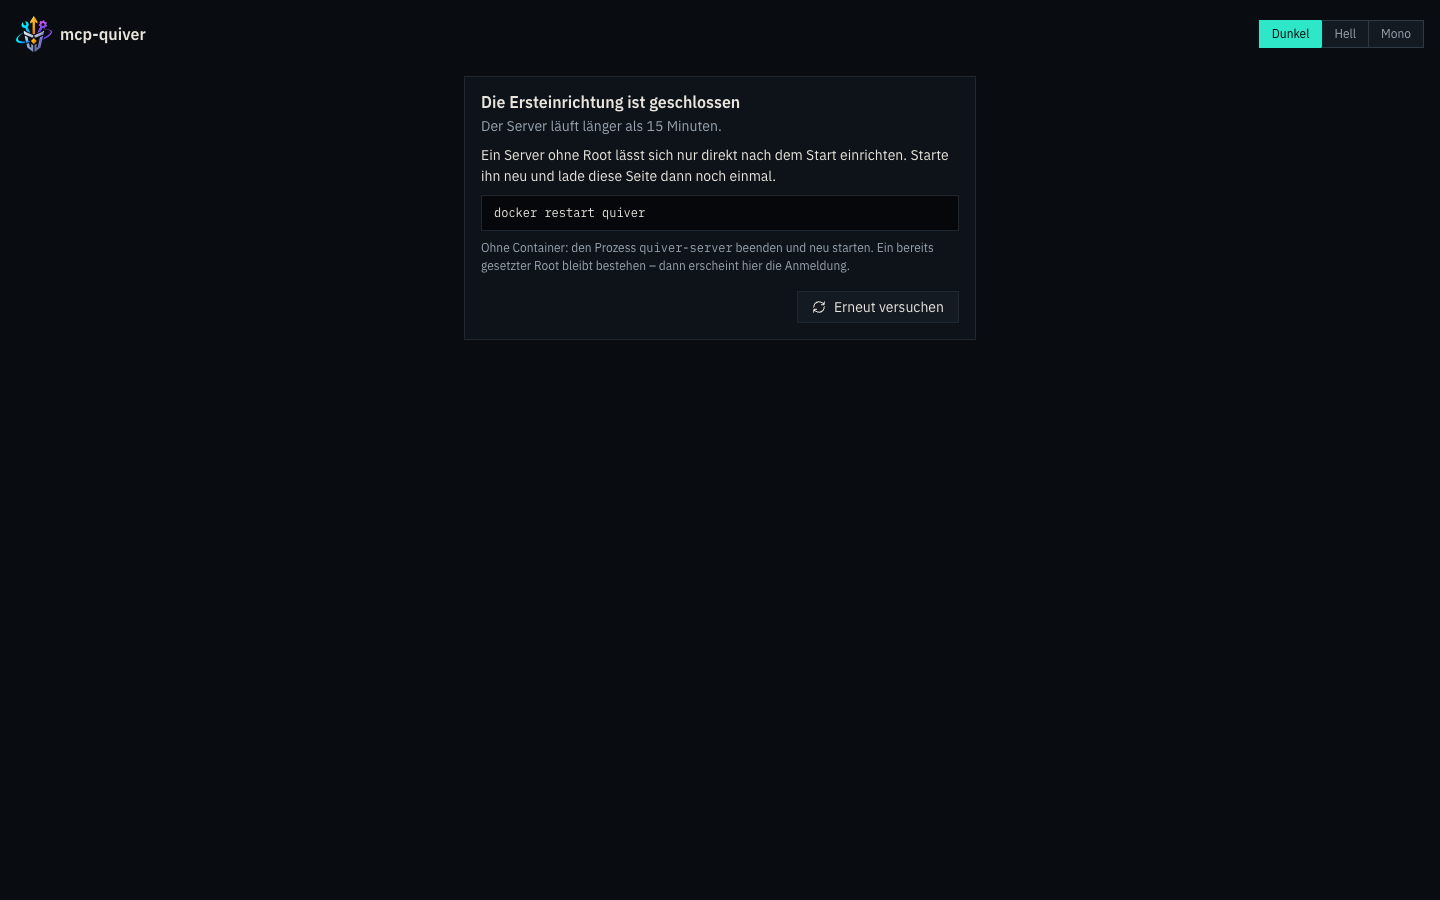 mcp-quiver
Dunkel
Hell
Mono
Die Ersteinrichtung ist geschlossen
Der Server läuft länger als 15 Minuten.
Ein Server ohne Root lässt sich nur direkt nach dem Start einrichten. Starte
ihn neu und lade diese Seite dann noch einmal.
docker restart quiver
Ohne Container: den Prozess quiver-server beenden und neu starten. Ein bereits
gesetzter Root bleibt bestehen – dann erscheint hier die Anmeldung.
Erneut versuchen